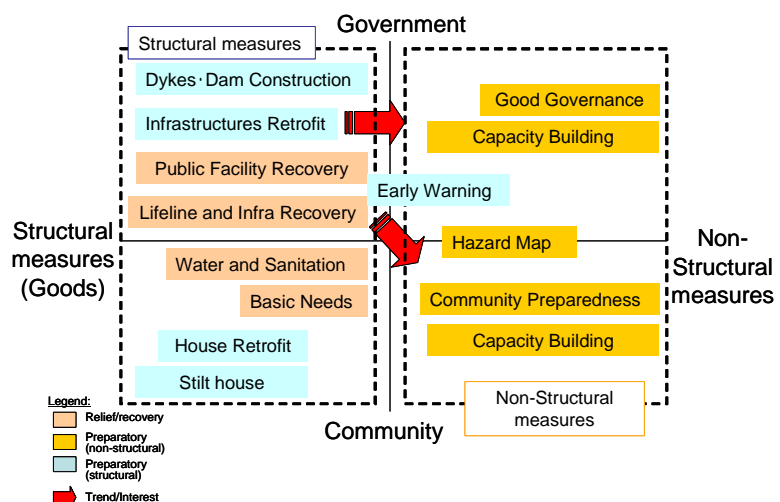 Government
Structural measures
Dykes･Dam Construction
Infrastructures Retrofit
Public Facility Recovery
Lifeline and Infra Recovery
Good Governance
Capacity Building
Early Warning
Structural
measures
(Goods)
Hazard Map
Non-
Structural
measures
Water and Sanitation
Basic Needs
House Retrofit
Stilt house
Community Preparedness
Capacity Building
Non-Structural
measures
Community
Legend:
Relief/recovery
Preparatory
(non-structural)
Preparatory
(structural)
Trend/Interest